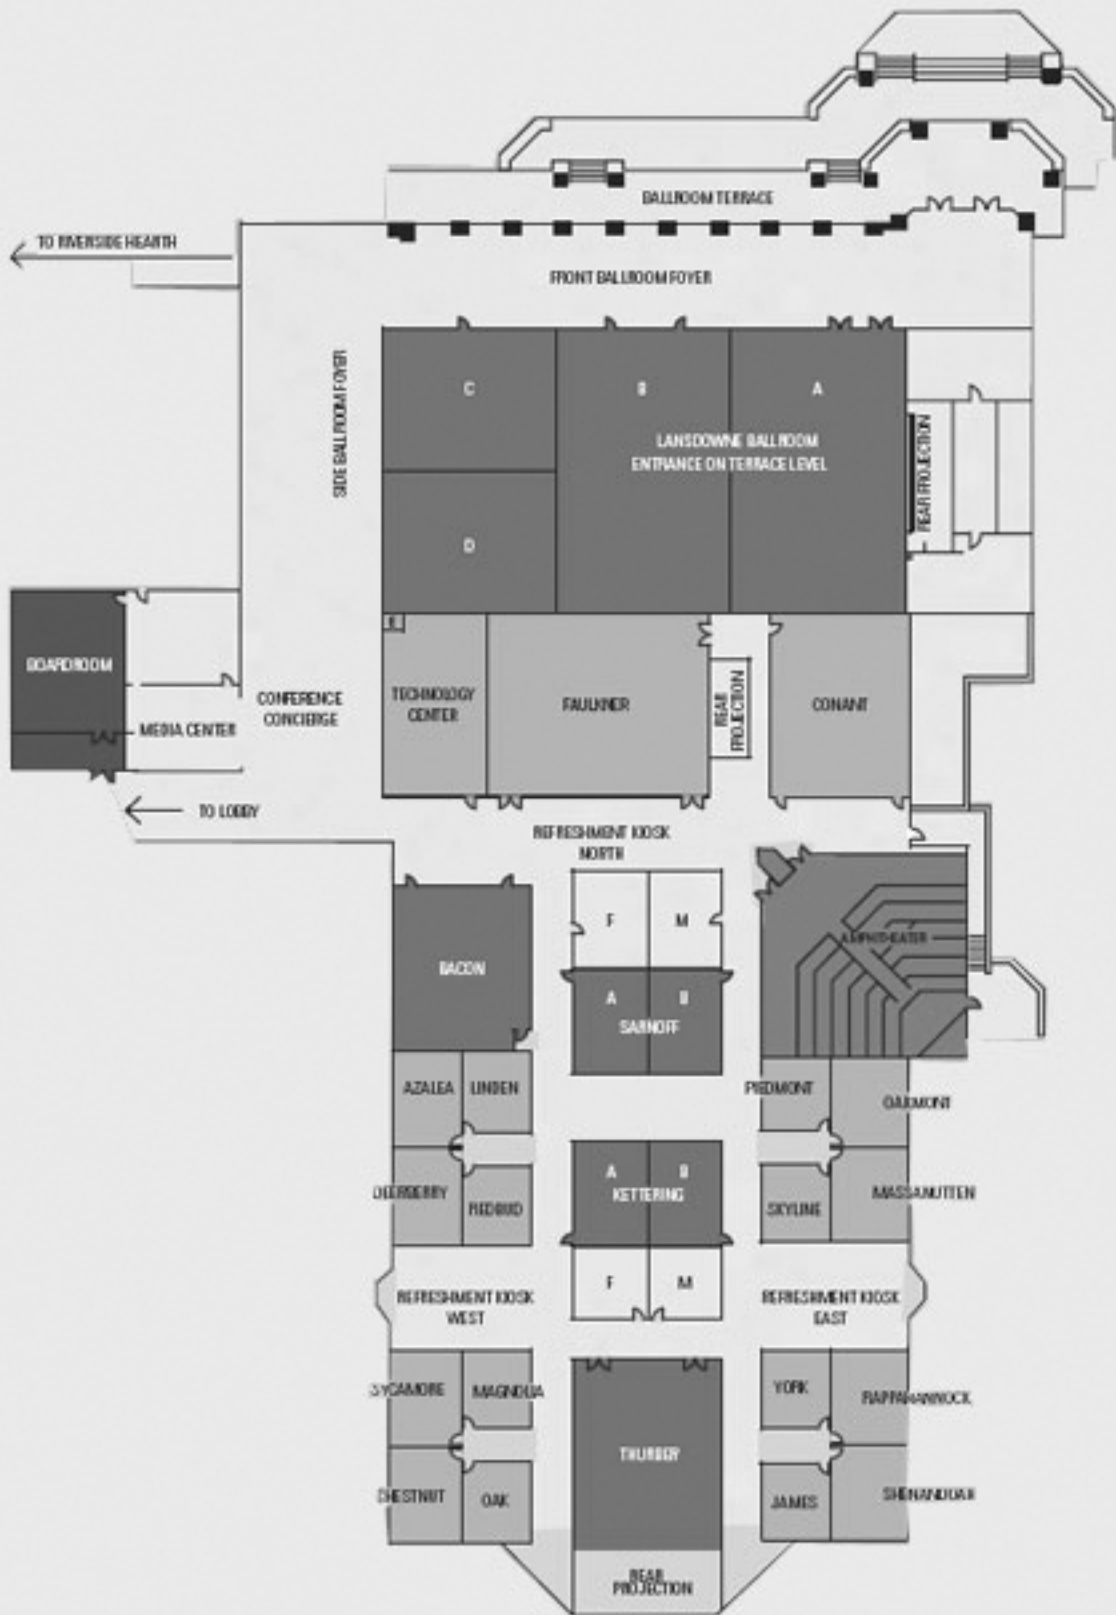 BALLROOM TERRACE
TO RIVERSIDE HEARTH
FRONT BALLROOM FOYER
SIDE BALLROOM FOYER
C
B
A
LANSDOWNE BALLROOM
ENTRANCE ON TERRACE LEVEL
REAR PROJECTION
D
BOARDROOM
MEDIA CENTER
CONFERENCE
CONCIERGE
TECHNOLOGY
CENTER
FAULKNER
REAR
PROJECTION
CONANT
TO LOBBY
REFRESHMENT KIOSK
NORTH
F
M
AMPHITHEATER
BACON
A
B
SARNOFF
AZALEA
LINDEN
PIEDMONT
OAKMONT
A
B
KETTERING
DEERBERRY
REDBUD
SKYLINE
MASSANUTTEN
F
M
REFRESHMENT KIOSK
WEST
REFRESHMENT KIOSK
EAST
SYCAMORE
MAGNOLIA
YORK
RAPPAHANNOCK
THURBER
CHESTNUT
OAK
JAMES
SHENANDOAH
REAR
PROJECTION